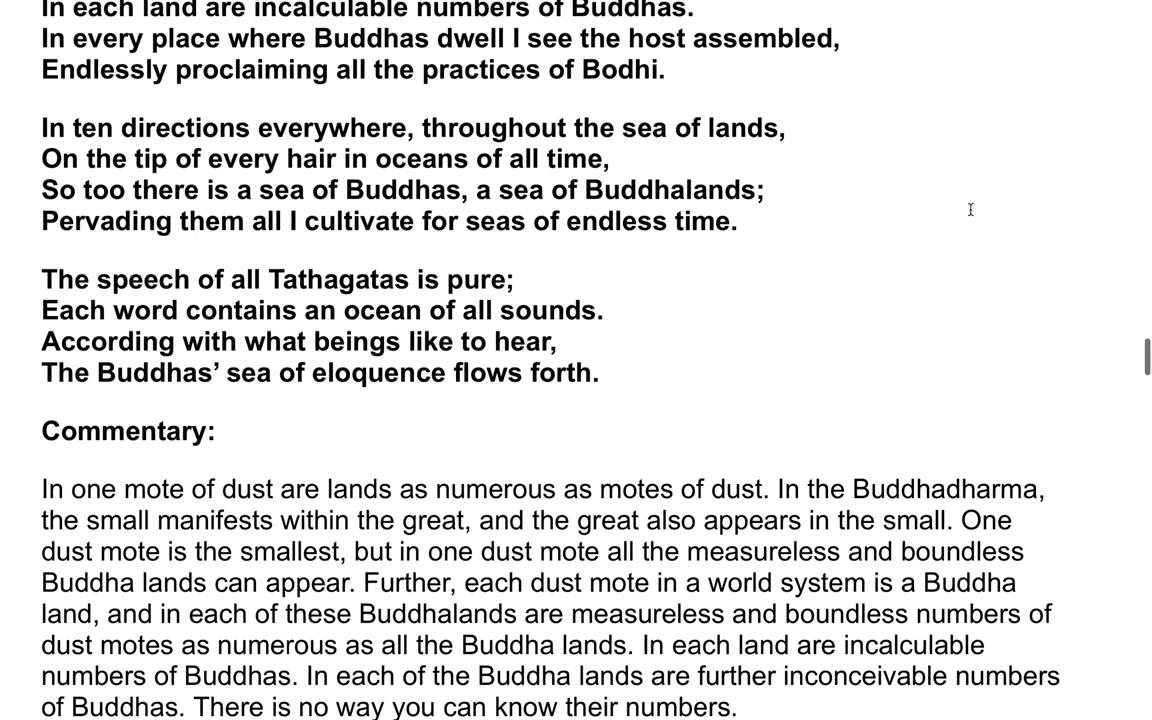 In each land are incalculable numbers of Buddhas.
In every place where Buddhas dwell I see the host assembled,
Endlessly proclaiming all the practices of Bodhi.
In ten directions everywhere, throughout the sea of lands,
On the tip of every hair in oceans of all time,
So too there is a sea of Buddhas, a sea of Buddhalands;
Pervading them all I cultivate for seas of endless time.
The speech of all Tathagatas is pure;
Each word contains an ocean of all sounds.
According with what beings like to hear,
The Buddhas’ sea of eloquence flows forth.
Commentary:
In one mote of dust are lands as numerous as motes of dust. In the Buddhadharma,
the small manifests within the great, and the great also appears in the small. One
dust mote is the smallest, but in one dust mote all the measureless and boundless
Buddha lands can appear. Further, each dust mote in a world system is a Buddha
land, and in each of these Buddhalands are measureless and boundless numbers of
dust motes as numerous as all the Buddha lands. In each land are incalculable
numbers of Buddhas. In each of the Buddha lands are further inconceivable numbers
of Buddhas. There is no way you can know their numbers.